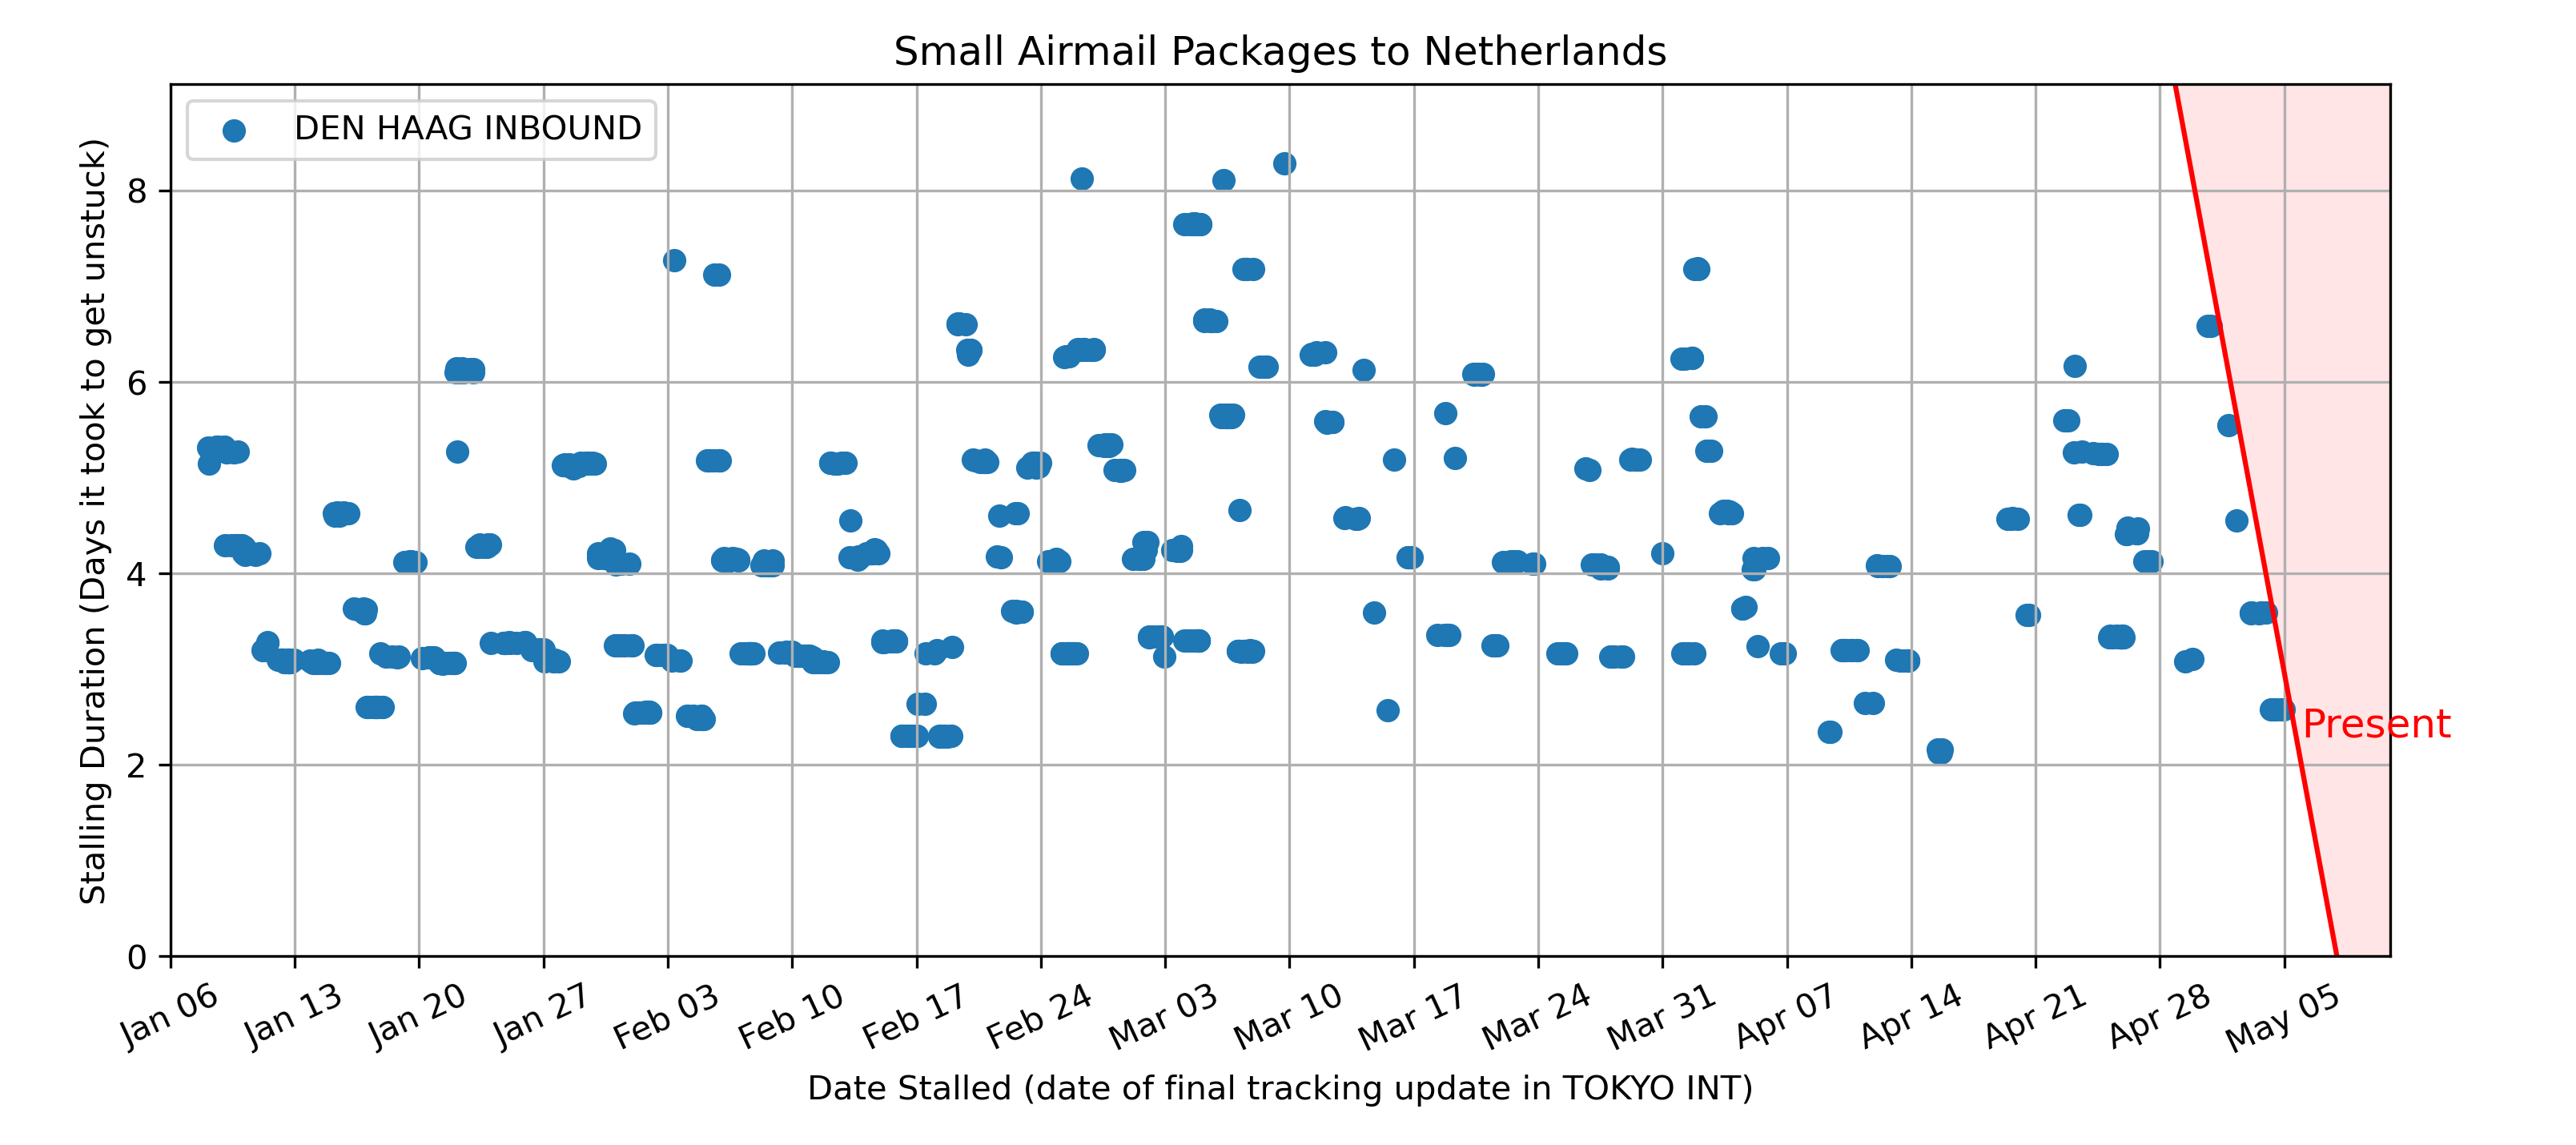 Small Airmail Packages to Netherlands
DEN HAAG INBOUND
Stalling Duration (Days it took to get unstuck)
8
6
4
2
0
Present
Jan 06
Jan 13
Jan 20
Jan 27
Feb 03
Feb 10
Feb 17
Feb 24
Mar 03
Mar 10
Mar 17
Mar 24
Mar 31
Apr 07
Apr 14
Apr 21
Apr 28
May 05
Date Stalled (date of final tracking update in TOKYO INT)